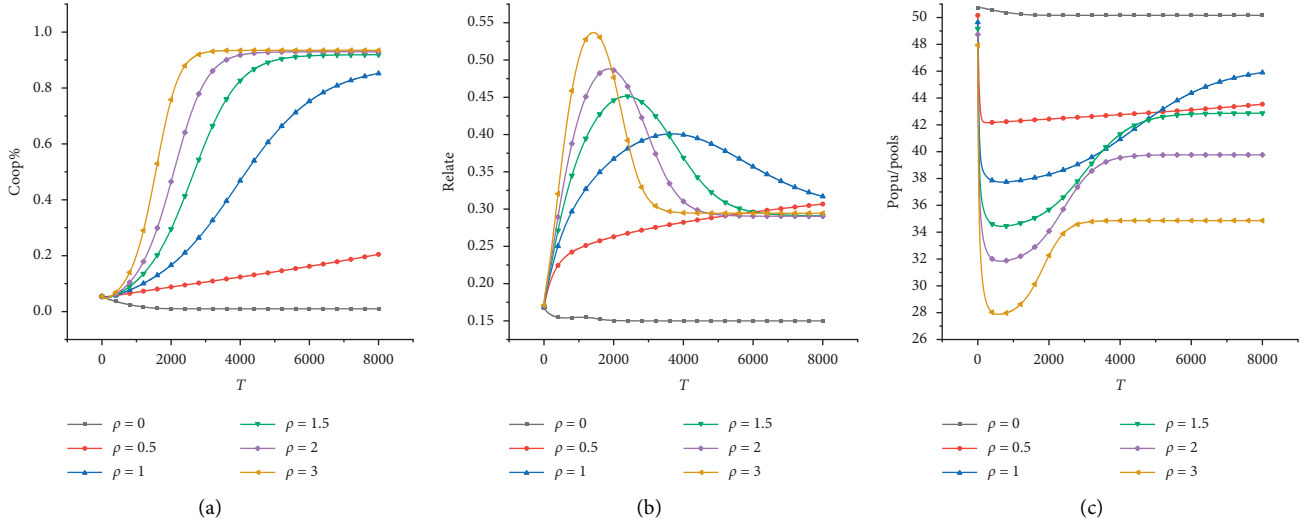 1.0
0.8
0.6
0.4
0.2
0.0
Coop%
0 2000 4000 6000 8000
T
ρ = 0
ρ = 0.5
ρ = 1
ρ = 1.5
ρ = 2
ρ = 3
(a)
0.55
0.50
0.45
0.40
0.35
0.30
0.25
0.20
0.15
Relate
0 2000 4000 6000 8000
T
ρ = 0
ρ = 0.5
ρ = 1
ρ = 1.5
ρ = 2
ρ = 3
(b)
50
48
46
44
42
40
38
36
34
32
30
28
26
Popu/pools
0 2000 4000 6000 8000
T
ρ = 0
ρ = 0.5
ρ = 1
ρ = 1.5
ρ = 2
ρ = 3
(c)